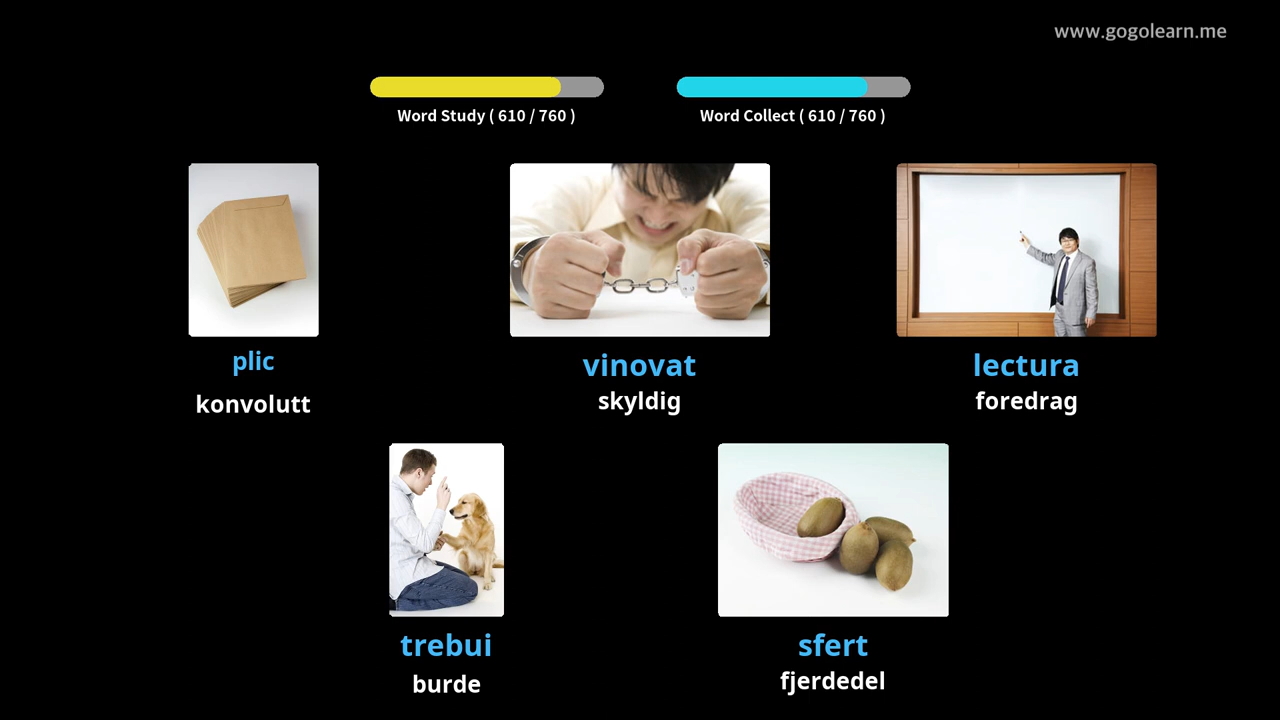 www.gogolearn.me
Word Study ( 610 / 760 )
Word Collect ( 610 / 760 )
plic
konvolutt
vinovat
skyldig
lectura
foredrag
trebui
burde
sfert
fjerdedel